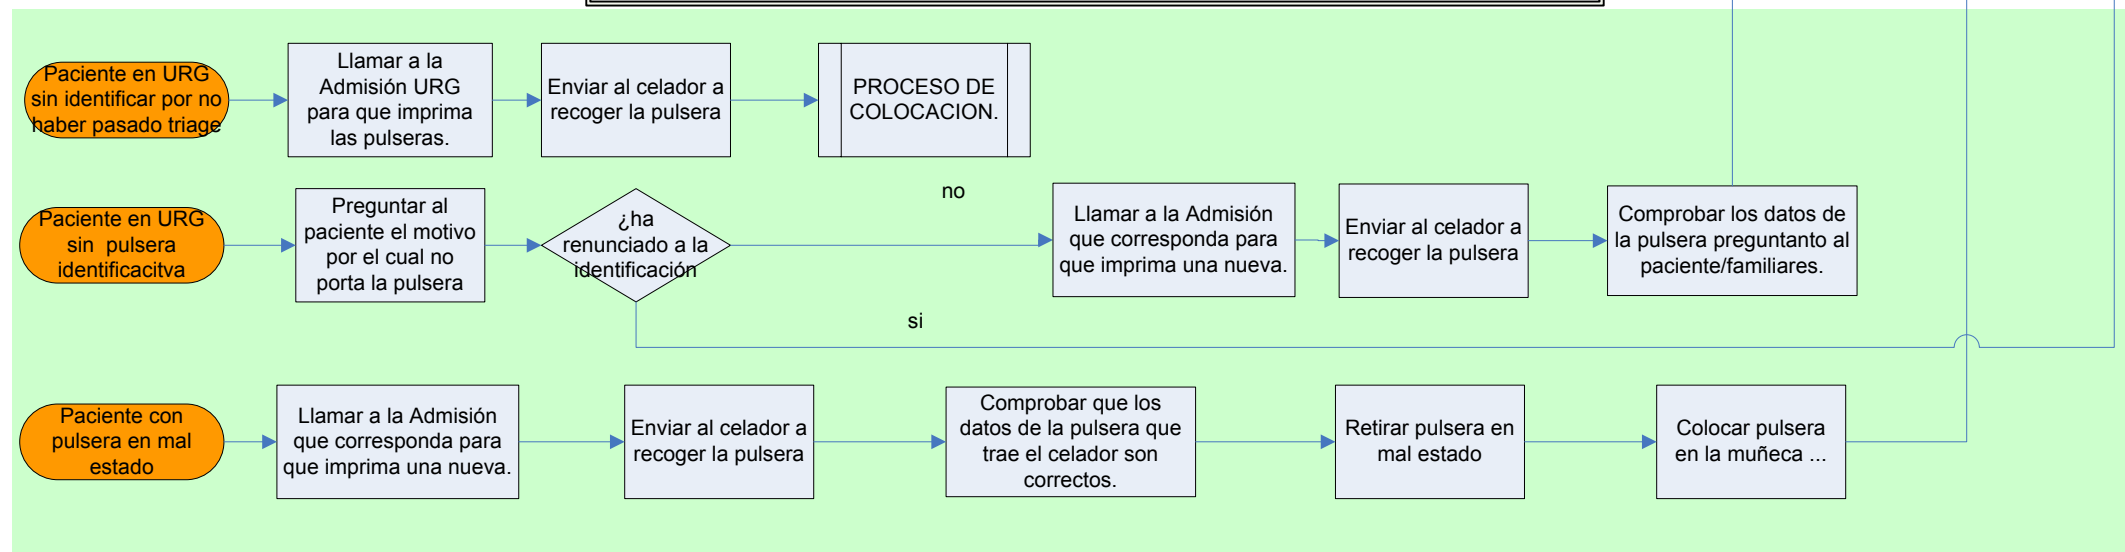 Paciente en URG
sin identificar por no
haber pasado triage
Llamar a la
Admisión URG
para que imprima
las pulseras.
Enviar al celador a
recoger la pulsera
PROCESO DE
COLOCACION.
Paciente en URG
sin pulsera
identificacitva
Preguntar al
paciente el motivo
por el cual no
porta la pulsera
¿ha
renunciado a la
identificación
no
Llamar a la Admisión
que corresponda para
que imprima una nueva.
Enviar al celador a
recoger la pulsera
Comprobar los datos de
la pulsera preguntanto al
paciente/familiares.
si
Paciente con
pulsera en mal
estado
Llamar a la Admisión
que corresponda para
que imprima una nueva.
Enviar al celador a
recoger la pulsera
Comprobar que los
datos de la pulsera que
trae el celador son
correctos.
Retirar pulsera en
mal estado
Colocar pulsera
en la muñeca ...